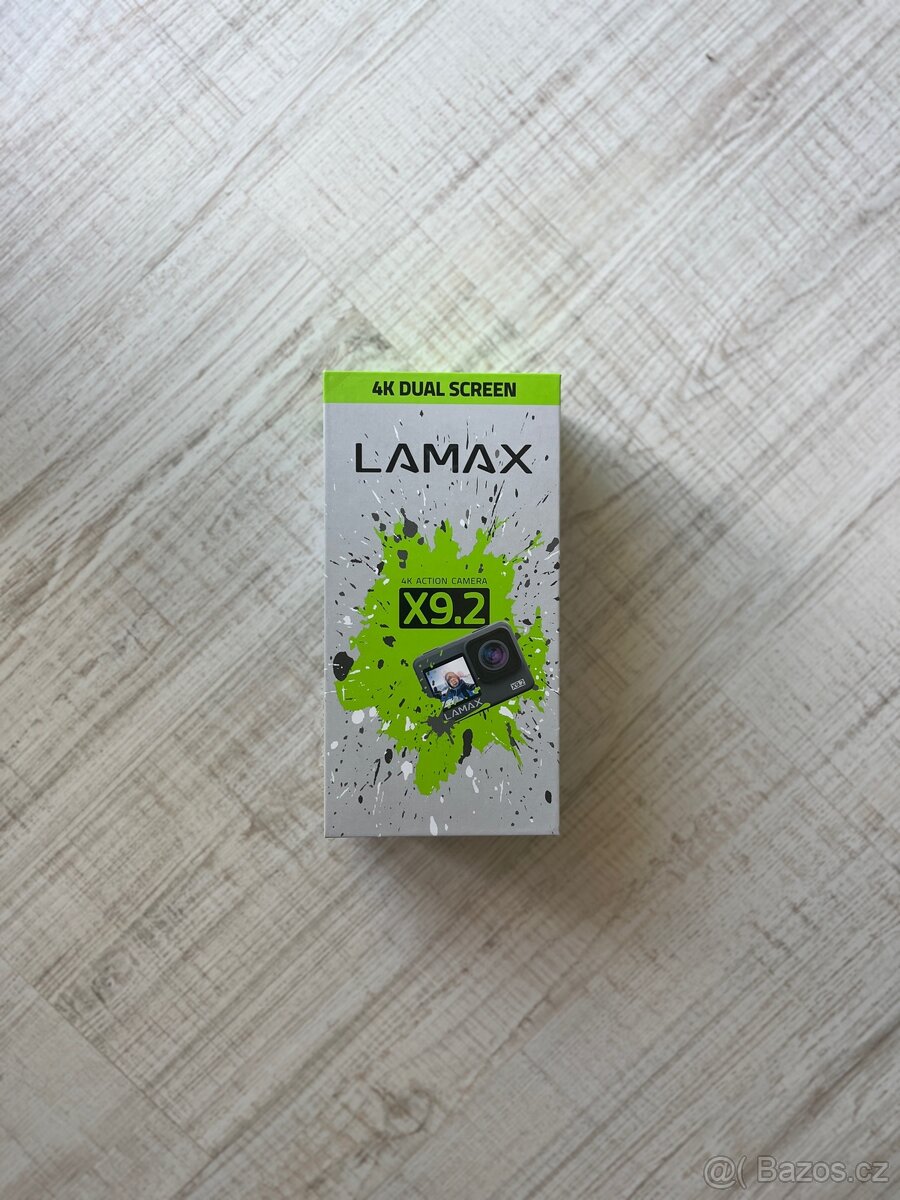 4K DUAL SCREEN
LAMAX
4K ACTION CAMERA
X9.2
X9.2
LAMAX
@( Bazos.cz